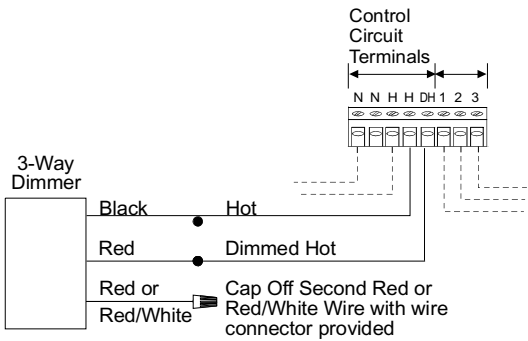 Control
Circuit
Terminals
N N H H DH 1 2 3
3-Way
Dimmer
Black Hot
Red Dimmed Hot
Red or
Red/White
Cap Off Second Red or
Red/White Wire with wire
connector provided